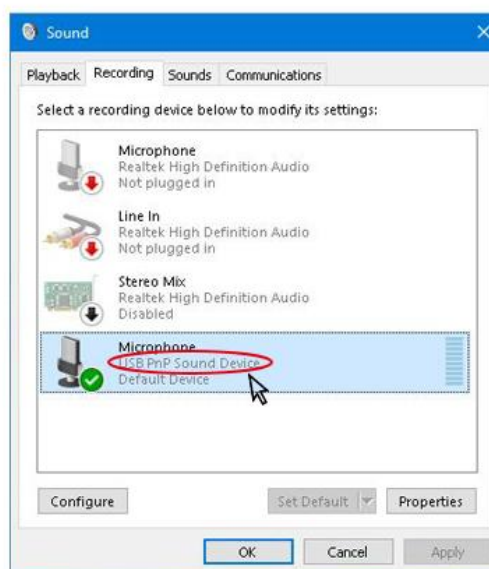 Sound
Playback Recording Sounds Communications
Select a recording device below to modify its settings:
Microphone
Realtek High Definition Audio
Not plugged in
Line In
Realtek High Definition Audio
Not plugged in
Stereo Mix
Realtek High Definition Audio
Disabled
Microphone
USB PnP Sound Device
Default Device
Configure Set Default Properties
OK Cancel Apply